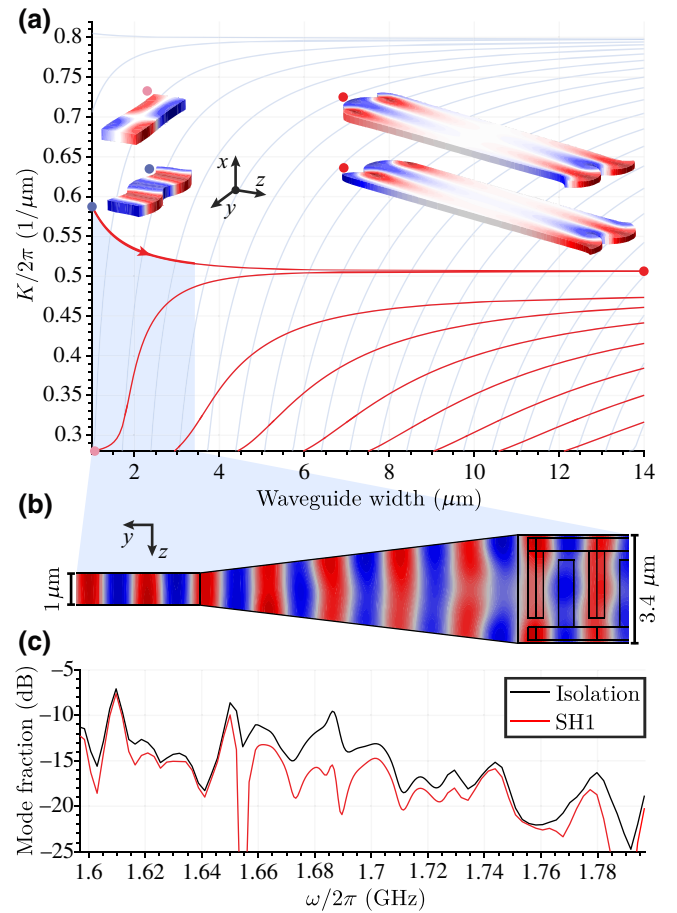 (a)
0.8
0.75
0.7
0.65
0.6
0.55
0.5
0.45
0.4
0.35
0.3
K/2π (1/μm)
x
z
y
2 4 6 8 10 12 14
Waveguide width (μm)
(b)
y
z
1 μm
3.4 μm
(c)
−5
−10
−15
−20
−25
Mode fraction (dB)
Isolation
SH1
1.6 1.62 1.64 1.66 1.68 1.7 1.72 1.74 1.76 1.78
ω/2π (GHz)